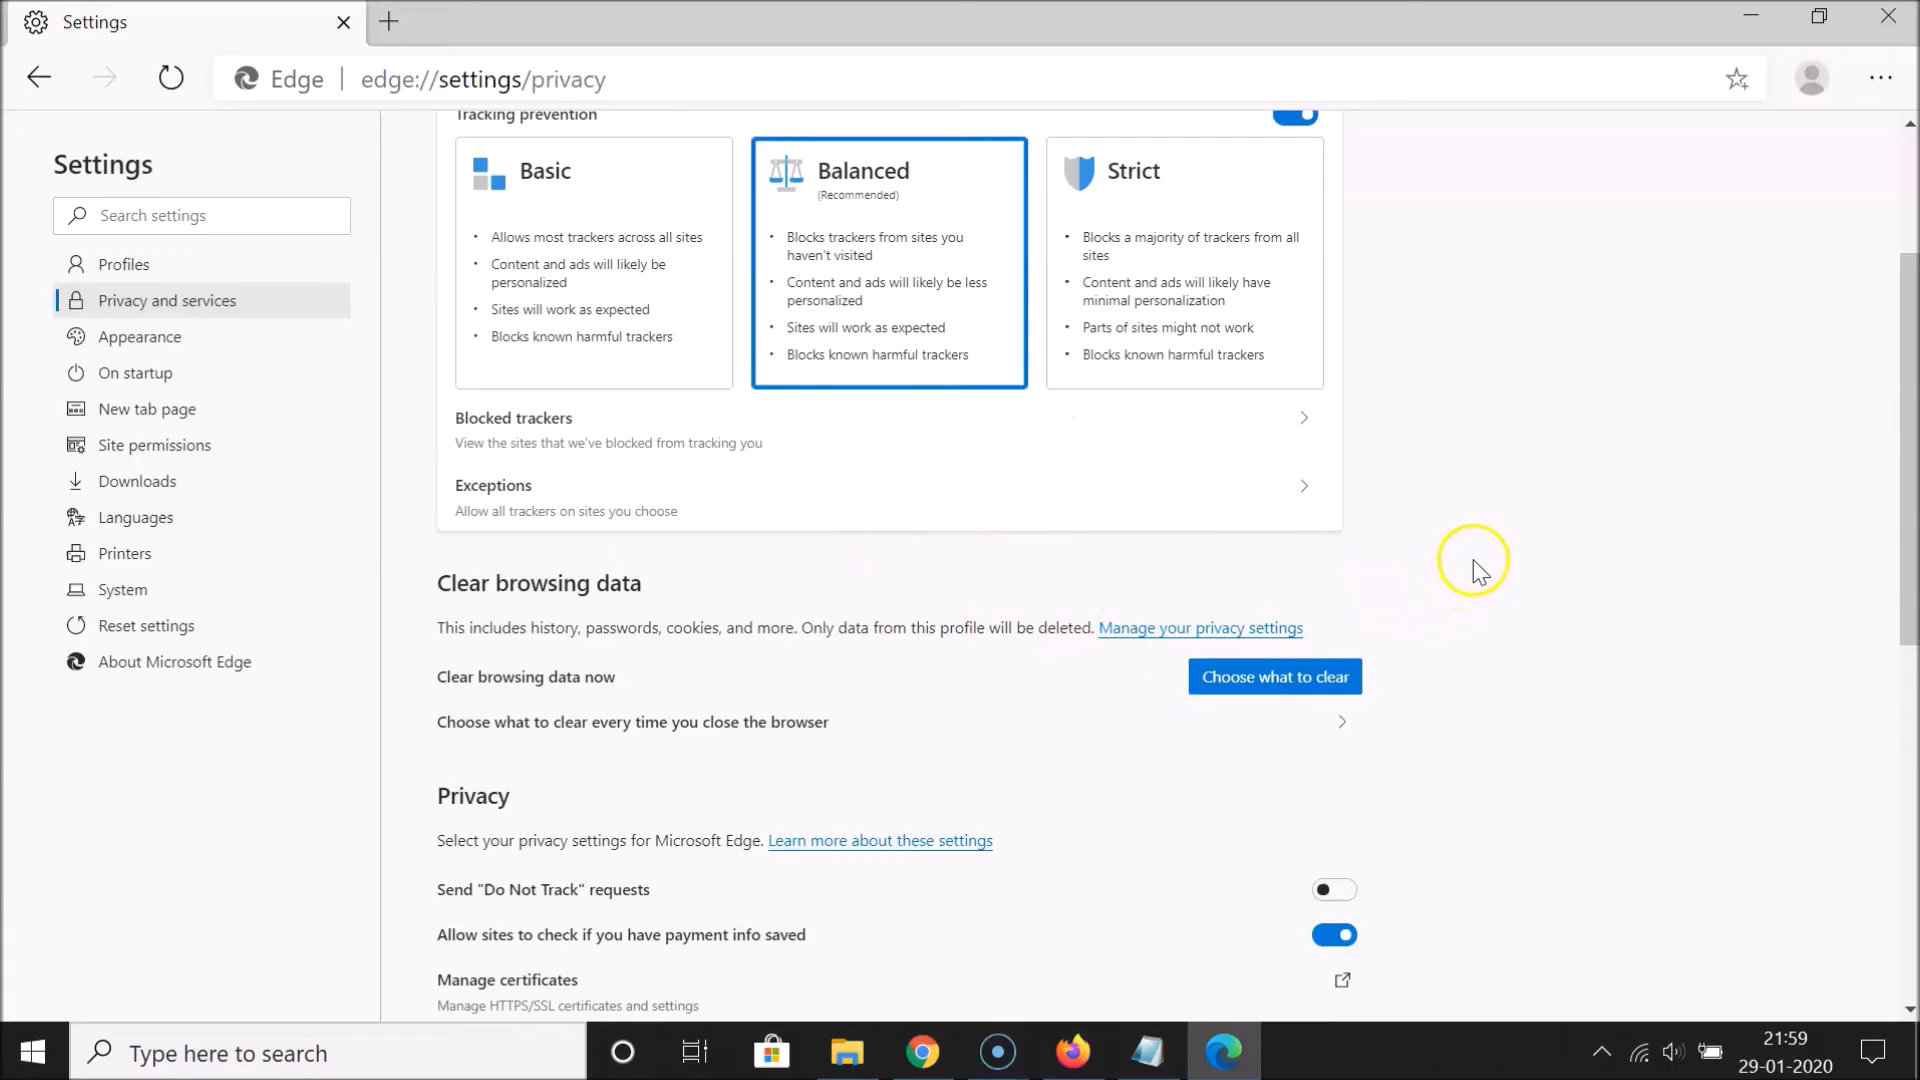 Settings
Edge | edge://settings/privacy
Settings
Search settings
Profiles
Privacy and services
Appearance
On startup
New tab page
Site permissions
Downloads
Languages
Printers
System
Reset settings
About Microsoft Edge
Tracking prevention
Basic
Allows most trackers across all sites
Content and ads will likely be
personalized
Sites will work as expected
Blocks known harmful trackers
Balanced
(Recommended)
Blocks trackers from sites you
haven't visited
Content and ads will likely be less
personalized
Sites will work as expected
Blocks known harmful trackers
Strict
Blocks a majority of trackers from all
sites
Content and ads will likely have
minimal personalization
Parts of sites might not work
Blocks known harmful trackers
Blocked trackers
View the sites that we've blocked from tracking you
Exceptions
Allow all trackers on sites you choose
Clear browsing data
This includes history, passwords, cookies, and more. Only data from this profile will be deleted. Manage your privacy settings
Clear browsing data now
Choose what to clear
Choose what to clear every time you close the browser
Privacy
Select your privacy settings for Microsoft Edge. Learn more about these settings
Send "Do Not Track" requests
Allow sites to check if you have payment info saved
Manage certificates
Manage HTTPS/SSL certificates and settings
Type here to search
21:59
29-01-2020